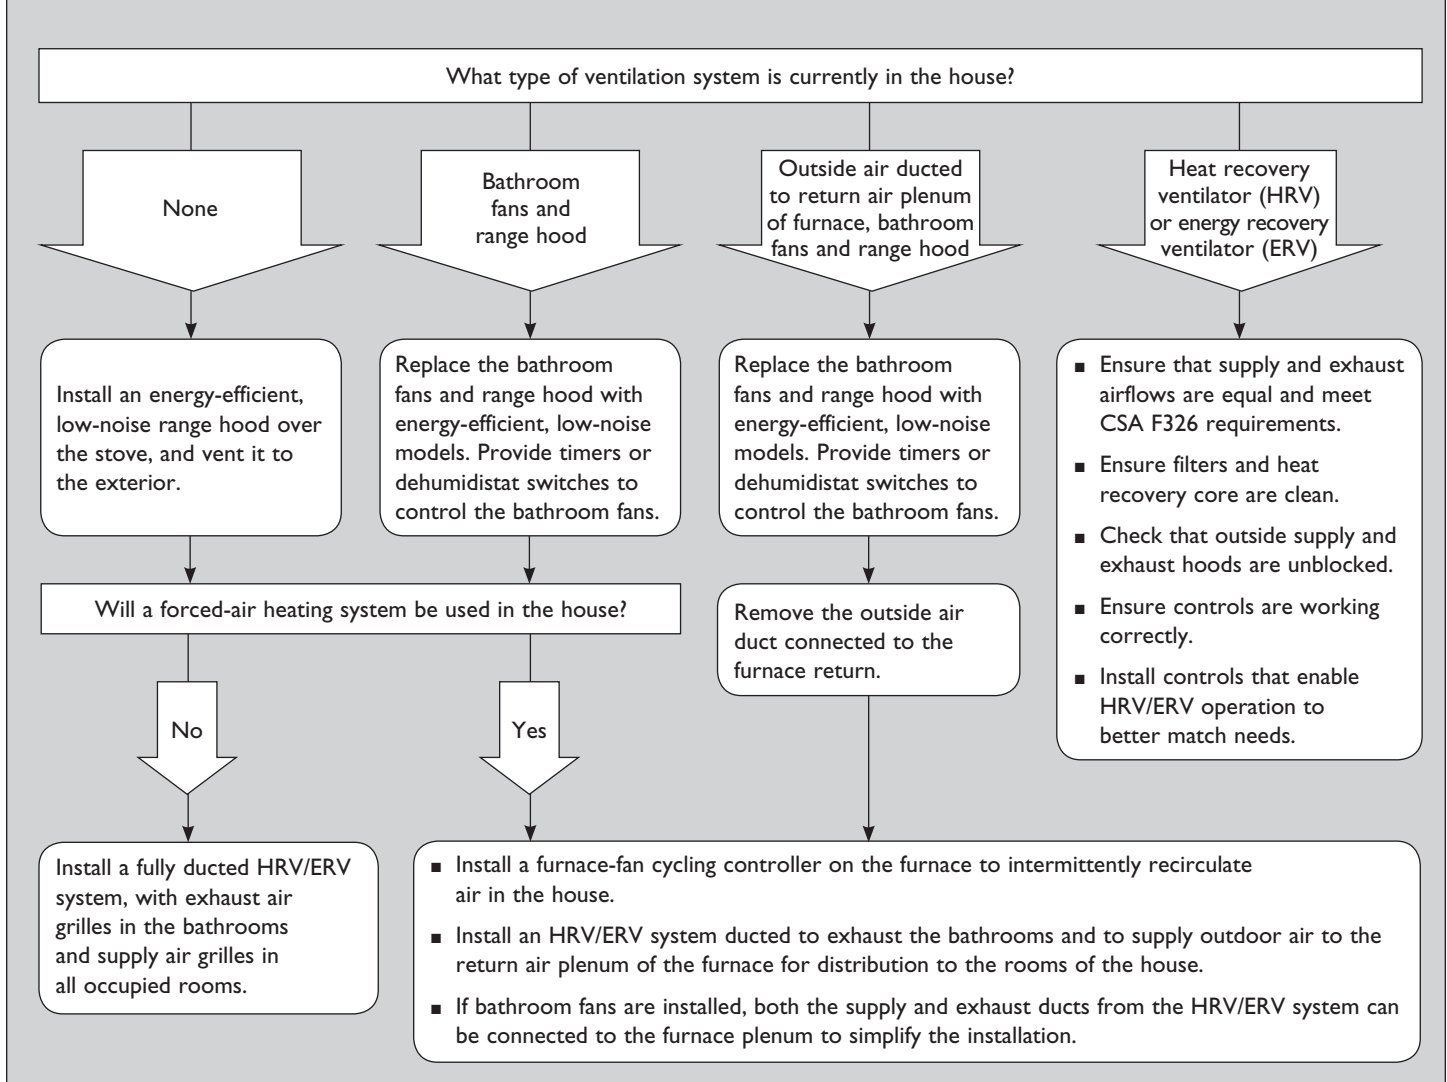 What type of ventilation system is currently in the house?
None
Bathroom
fans and
range hood
Outside air ducted
to return air plenum
of furnace, bathroom
fans and range hood
Heat recovery
ventilator (HRV)
or energy recovery
ventilator (ERV)
Install an energy-efficient,
low-noise range hood over
the stove, and vent it to
the exterior.
Replace the bathroom
fans and range hood with
energy-efficient, low-noise
models. Provide timers or
dehumidistat switches to
control the bathroom fans.
Replace the bathroom
fans and range hood with
energy-efficient, low-noise
models. Provide timers or
dehumidistat switches to
control the bathroom fans.
■ Ensure that supply and exhaust
airflows are equal and meet
CSA F326 requirements.
■ Ensure filters and heat
recovery core are clean.
■ Check that outside supply and
exhaust hoods are unblocked.
■ Ensure controls are working
correctly.
■ Install controls that enable
HRV/ERV operation to
better match needs.
Will a forced-air heating system be used in the house?
Remove the outside air
duct connected to the
furnace return.
No
Yes
Install a fully ducted HRV/ERV
system, with exhaust air
grilles in the bathrooms
and supply air grilles in
all occupied rooms.
■ Install a furnace-fan cycling controller on the furnace to intermittently recirculate
air in the house.
■ Install an HRV/ERV system ducted to exhaust the bathrooms and to supply outdoor air to the
return air plenum of the furnace for distribution to the rooms of the house.
■ If bathroom fans are installed, both the supply and exhaust ducts from the HRV/ERV system can
be connected to the furnace plenum to simplify the installation.